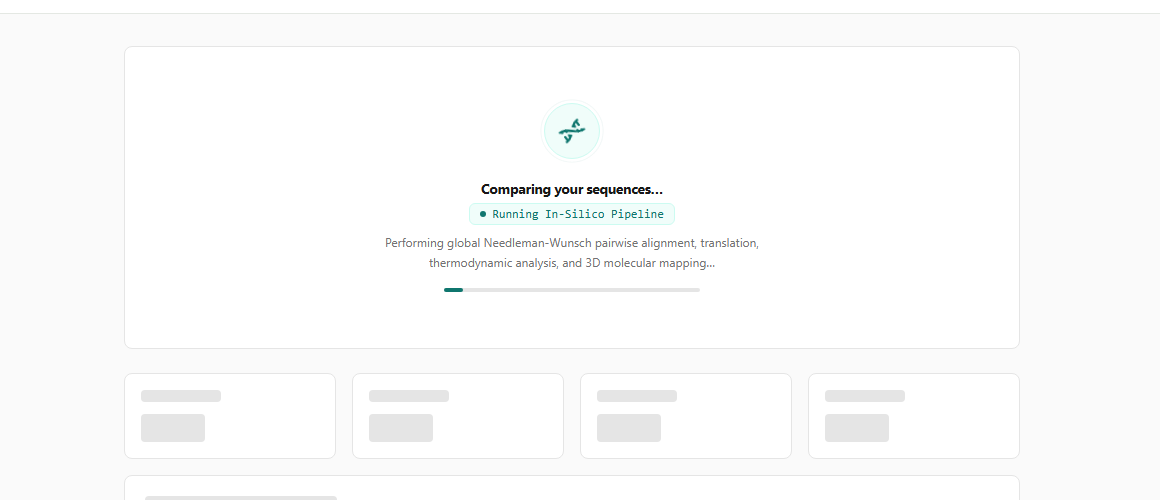 Comparing your sequences...
Running In-Silico Pipeline
Performing global Needleman-Wunsch pairwise alignment, translation,
thermodynamic analysis, and 3D molecular mapping...